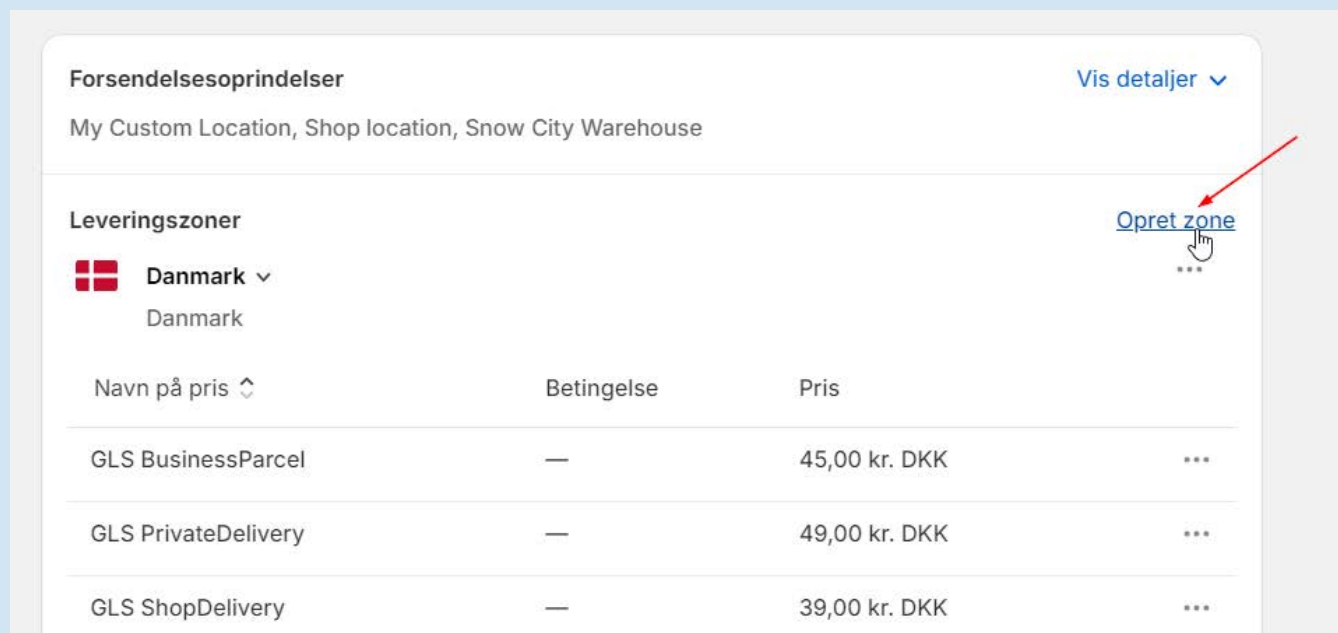 Forsendelsesoprindelser Vis detaljer
My Custom Location, Shop location, Snow City Warehouse
Leveringszoner Opret zone
Danmark
Danmark
Navn på pris Betingelse Pris
GLS BusinessParcel — 45,00 kr. DKK
GLS PrivateDelivery — 49,00 kr. DKK
GLS ShopDelivery — 39,00 kr. DKK